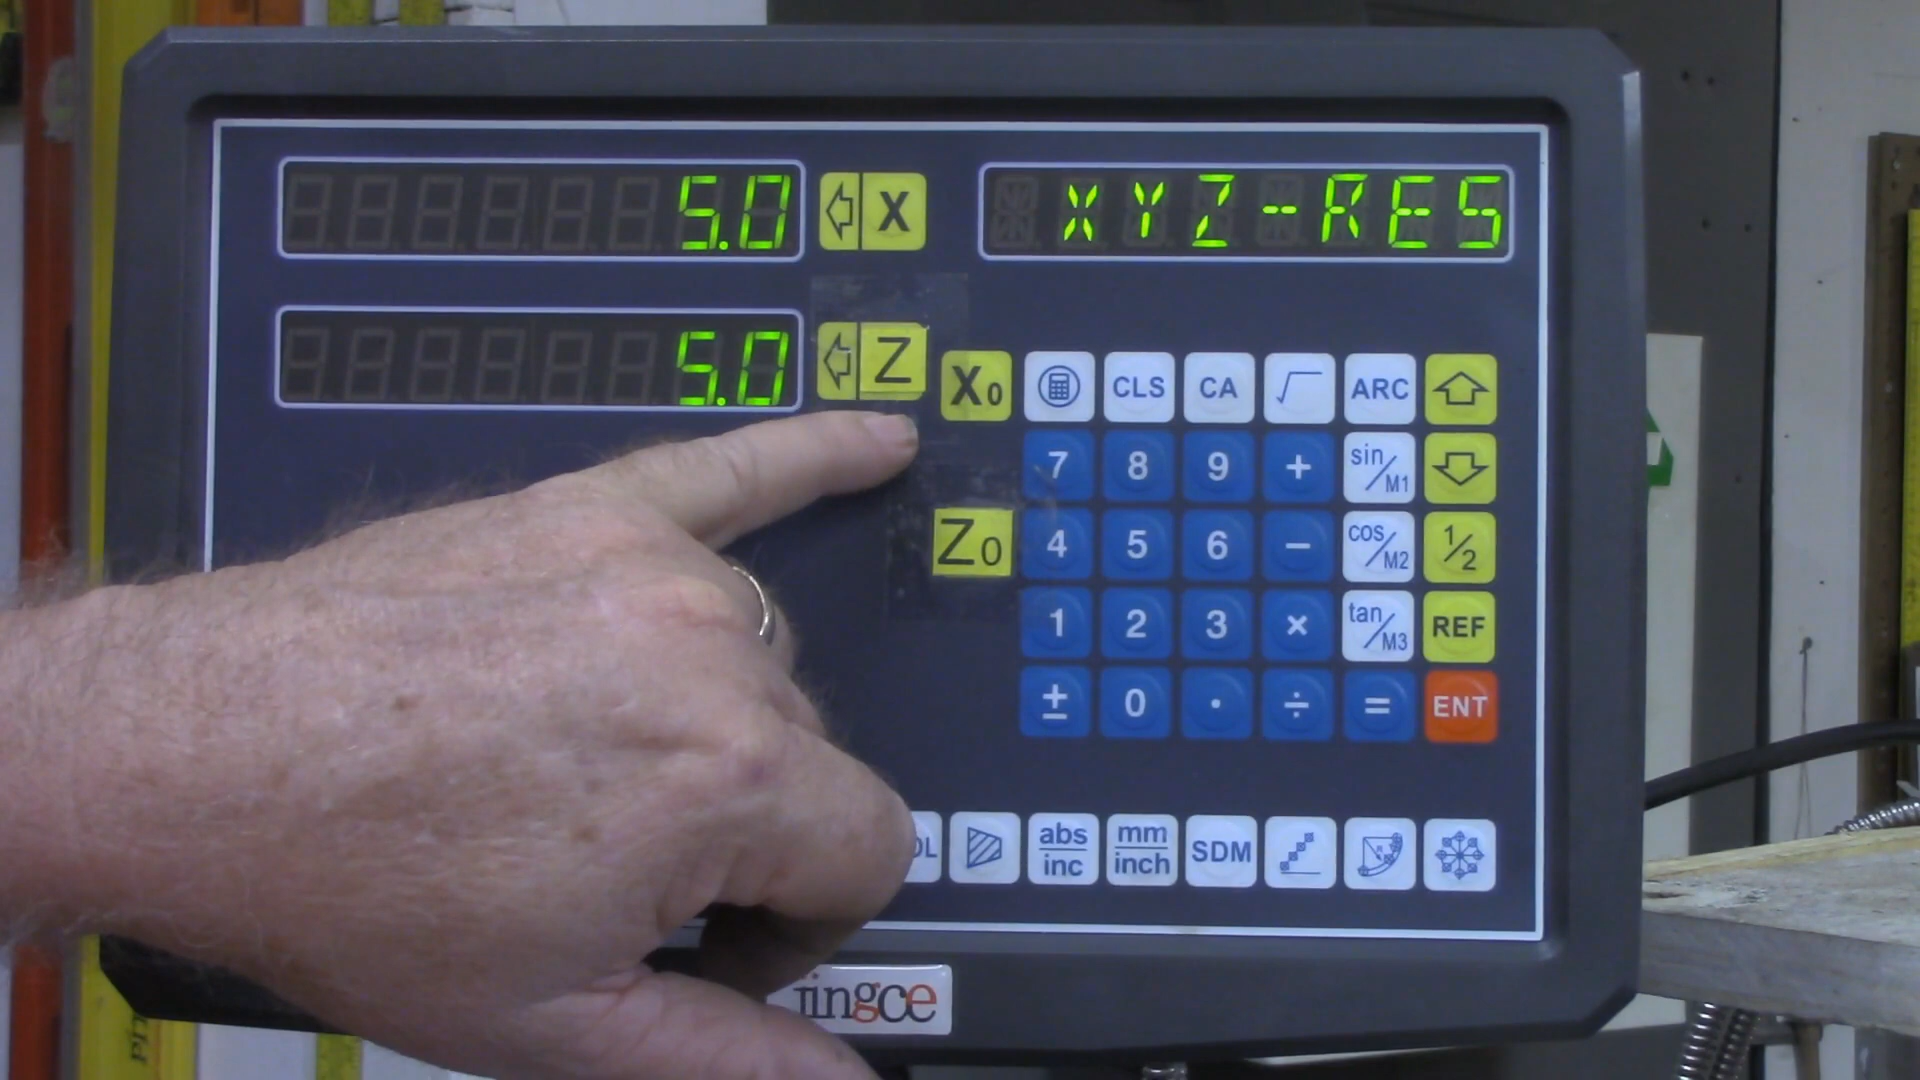 5.0
X
XYZ-RES
5.0
Z
X0
CLS
CA
√
ARC
7
8
9
+
sin/M1
1/2
Z0
4
5
6
−
cos/M2
1
2
3
×
tan/M3
REF
±
0
.
÷
=
ENT
abs
inc
mm
inch
SDM
R